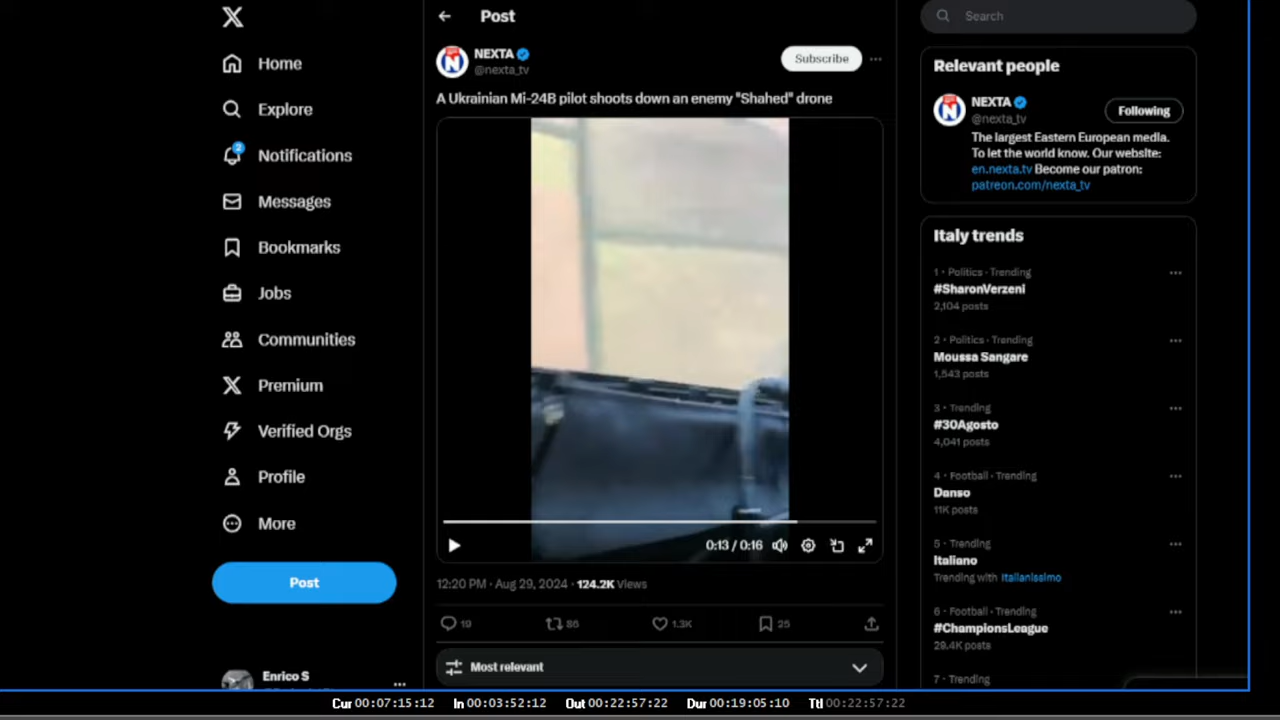 Home
Explore
2
Notifications
Messages
Bookmarks
Jobs
Communities
Premium
Verified Orgs
Profile
More
Post
Enrico S
Post
NEXTA
@nexta_tv
Subscribe
A Ukrainian Mi-24B pilot shoots down an enemy "Shahed" drone
0:13 / 0:16
12:20 PM · Aug 29, 2024 · 124.2K Views
19 86 1.3K 25
Most relevant
Search
Relevant people
NEXTA
@nexta_tv
Following
The largest Eastern European media.
To let the world know. Our website:
en.nexta.tv Become our patron:
patreon.com/nexta_tv
Italy trends
1 · Politics · Trending
#SharonVerzeni
2,104 posts
2 · Politics · Trending
Moussa Sangare
1,543 posts
3 · Trending
#30Agosto
4,041 posts
4 · Football · Trending
Danso
11K posts
5 · Trending
Italiano
Trending with Italianissimo
6 · Football · Trending
#ChampionsLeague
29.4K posts
7 · Trending
Cur 00:07:15:12 In 00:03:52:12 Out 00:22:57:22 Dur 00:19:05:10 Ttl 00:22:57:22